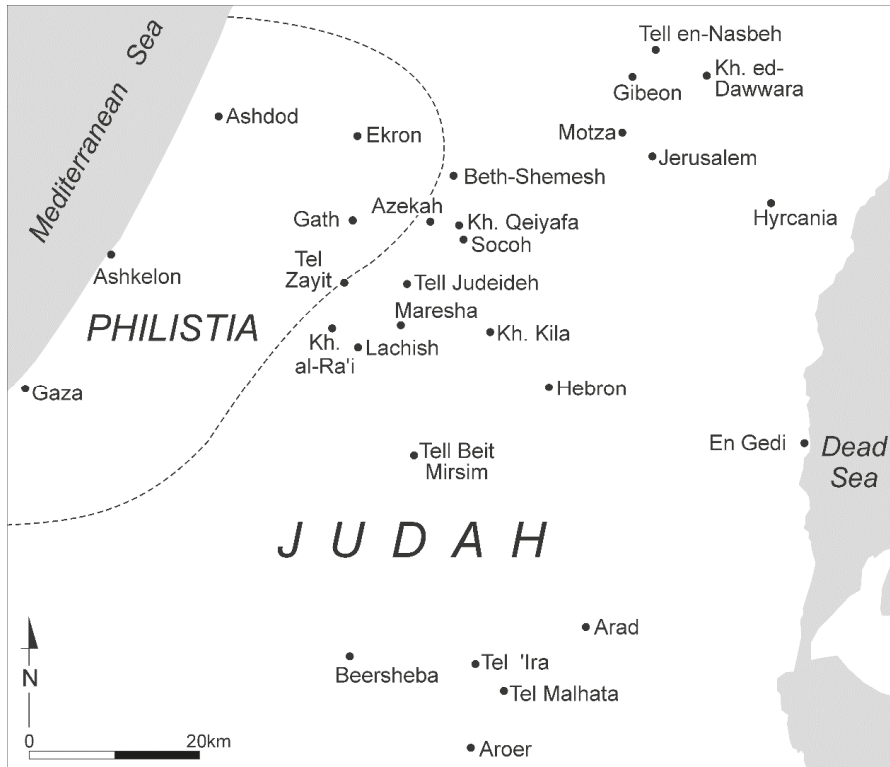 Mediterranean Sea
Tell en-Nasbeh
Kh. ed-
Dawwara
Gibeon
Ashdod
Ekron
Motza
Jerusalem
Beth-Shemesh
Hyrcania
Azekah
Gath
Kh. Qeiyafa
Socoh
Ashkelon
Tel
Zayit
Tell Judeideh
Maresha
PHILISTIA
Kh.
al-Ra'i
Lachish
Kh. Kila
Gaza
Hebron
En Gedi
Dead
Sea
Tell Beit
Mirsim
JUDAH
Arad
Beersheba
Tel 'Ira
Tel Malhata
N
0 20km
Aroer